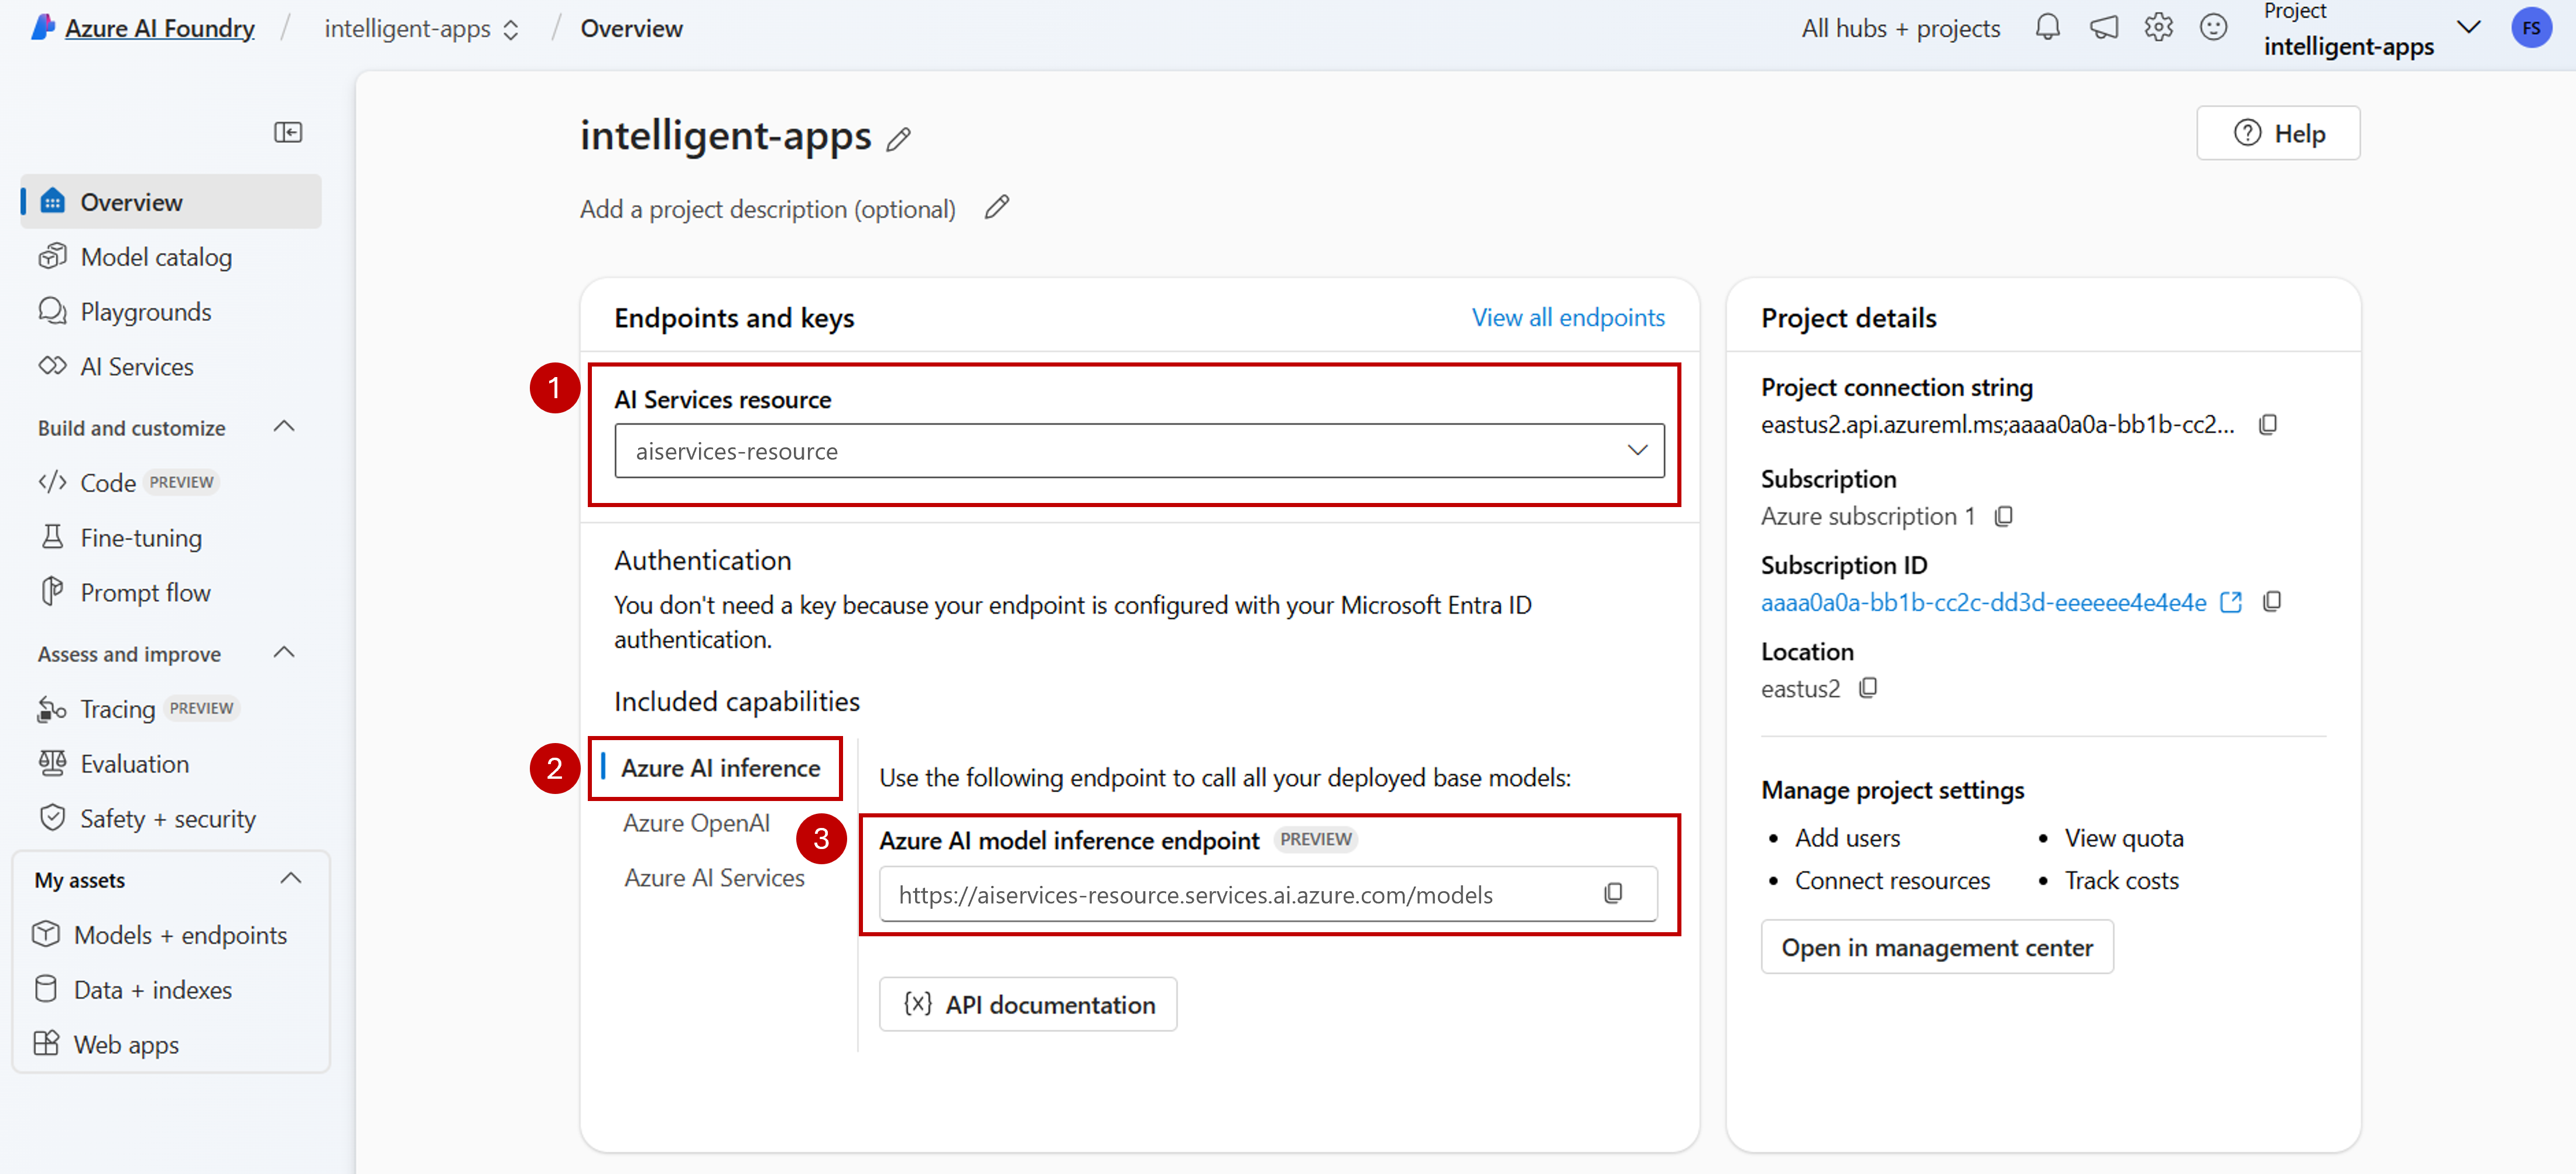 Azure AI Foundry / intelligent-apps / Overview
All hubs + projects
Project
intelligent-apps
FS
Overview
Model catalog
Playgrounds
AI Services
Build and customize
Code PREVIEW
Fine-tuning
Prompt flow
Assess and improve
Tracing PREVIEW
Evaluation
Safety + security
My assets
Models + endpoints
Data + indexes
Web apps
intelligent-apps
Help
Add a project description (optional)
Endpoints and keys
View all endpoints
1
AI Services resource
aiservices-resource
Authentication
You don't need a key because your endpoint is configured with your Microsoft Entra ID
authentication.
Included capabilities
2
Azure AI inference
Azure OpenAI
Azure AI Services
Use the following endpoint to call all your deployed base models:
3
Azure AI model inference endpoint PREVIEW
https://aiservices-resource.services.ai.azure.com/models
{x} API documentation
Project details
Project connection string
eastus2.api.azureml.ms;aaaa0a0a-bb1b-cc2...
Subscription
Azure subscription 1
Subscription ID
aaaa0a0a-bb1b-cc2c-dd3d-eeeeee4e4e4e
Location
eastus2
Manage project settings
• Add users
• View quota
• Connect resources
• Track costs
Open in management center